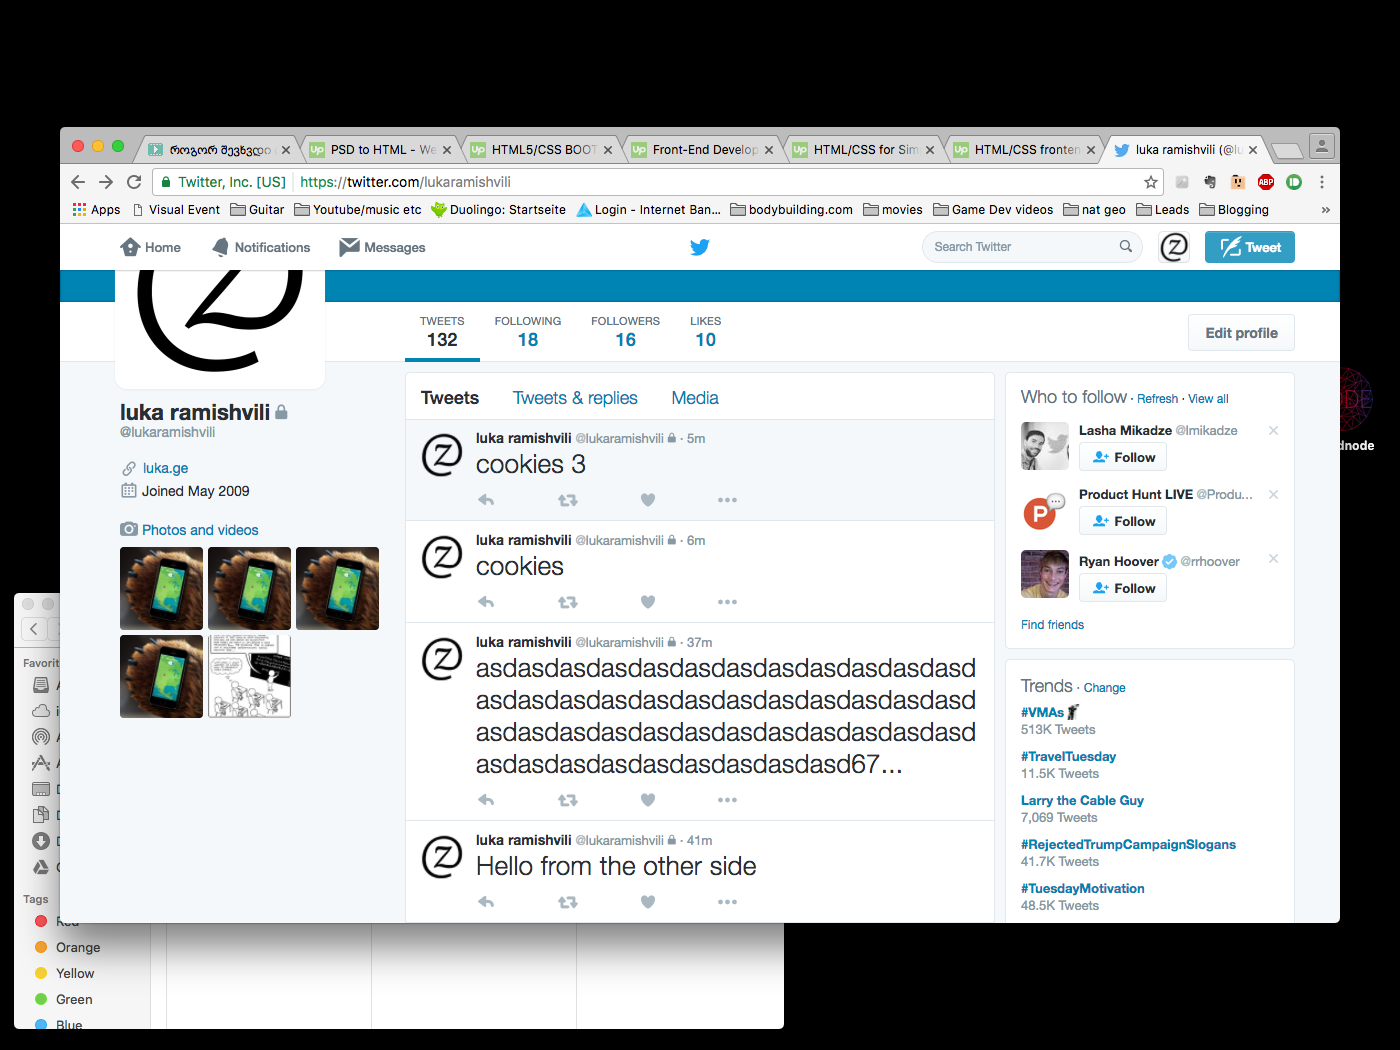 როგორ შევხვდი
PSD to HTML - We
HTML5/CSS BOOT
Front-End Develop
HTML/CSS for Sim
HTML/CSS fronten
luka ramishvili (@lu
Twitter, Inc. [US]
https://twitter.com/lukaramishvili
ABP
Apps
Visual Event
Guitar
Youtube/music etc
Duolingo: Startseite
Login - Internet Ban...
bodybuilding.com
movies
Game Dev videos
nat geo
Leads
Blogging
»
Home
Notifications
Messages
Search Twitter
Tweet
TWEETS
132
FOLLOWING
18
FOLLOWERS
16
LIKES
10
Edit profile
luka ramishvili
@lukaramishvili
luka.ge
Joined May 2009
Photos and videos
Tweets
Tweets & replies
Media
luka ramishvili @lukaramishvili · 5m
cookies 3
luka ramishvili @lukaramishvili · 6m
cookies
luka ramishvili @lukaramishvili · 37m
asdasdasdasdasdasdasdasdasdasdasdasd
asdasdasdasdasdasdasdasdasdasdasdasd
asdasdasdasdasdasdasdasdasdasdasdasd
asdasdasdasdasdasdasdasdasd67...
luka ramishvili @lukaramishvili · 41m
Hello from the other side
Who to follow · Refresh · View all
Lasha Mikadze @lmikadze
Follow
Product Hunt LIVE @Produ...
Follow
Ryan Hoover @rrhoover
Follow
Find friends
Trends · Change
#VMAs
513K Tweets
#TravelTuesday
11.5K Tweets
Larry the Cable Guy
7,069 Tweets
#RejectedTrumpCampaignSlogans
41.7K Tweets
#TuesdayMotivation
48.5K Tweets
dnode
Favorit
Tags
Red
Orange
Yellow
Green
Blue